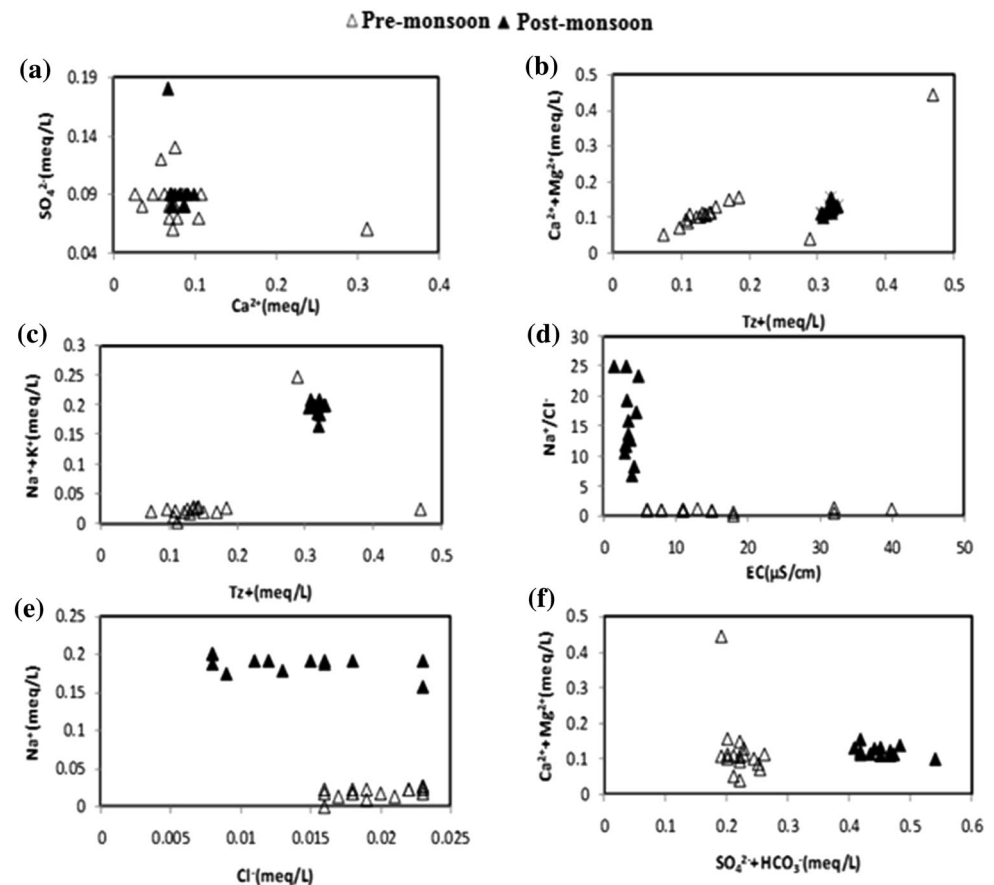 △ Pre-monsoon ▲ Post-monsoon
(a)
0.19
0.14
0.09
0.04
SO₄²⁻(meq/L)
0 0.1 0.2 0.3 0.4
Ca²⁺(meq/L)
(b)
0.5
0.4
0.3
0.2
0.1
0
Ca²⁺+Mg²⁺(meq/L)
0 0.1 0.2 0.3 0.4 0.5
Tz+(meq/L)
(c)
0.3
0.25
0.2
0.15
0.1
0.05
0
Na⁺+K⁺(meq/L)
0 0.1 0.2 0.3 0.4 0.5
Tz+(meq/L)
(d)
30
25
20
15
10
5
0
Na⁺/Cl⁻
0 10 20 30 40 50
EC(µS/cm)
(e)
0.25
0.2
0.15
0.1
0.05
0
Na⁺(meq/L)
0 0.005 0.01 0.015 0.02 0.025
Cl⁻(meq/L)
(f)
0.5
0.4
0.3
0.2
0.1
0
Ca²⁺+Mg²⁺(meq/L)
0 0.1 0.2 0.3 0.4 0.5 0.6
SO₄²⁻+HCO₃⁻(meq/L)